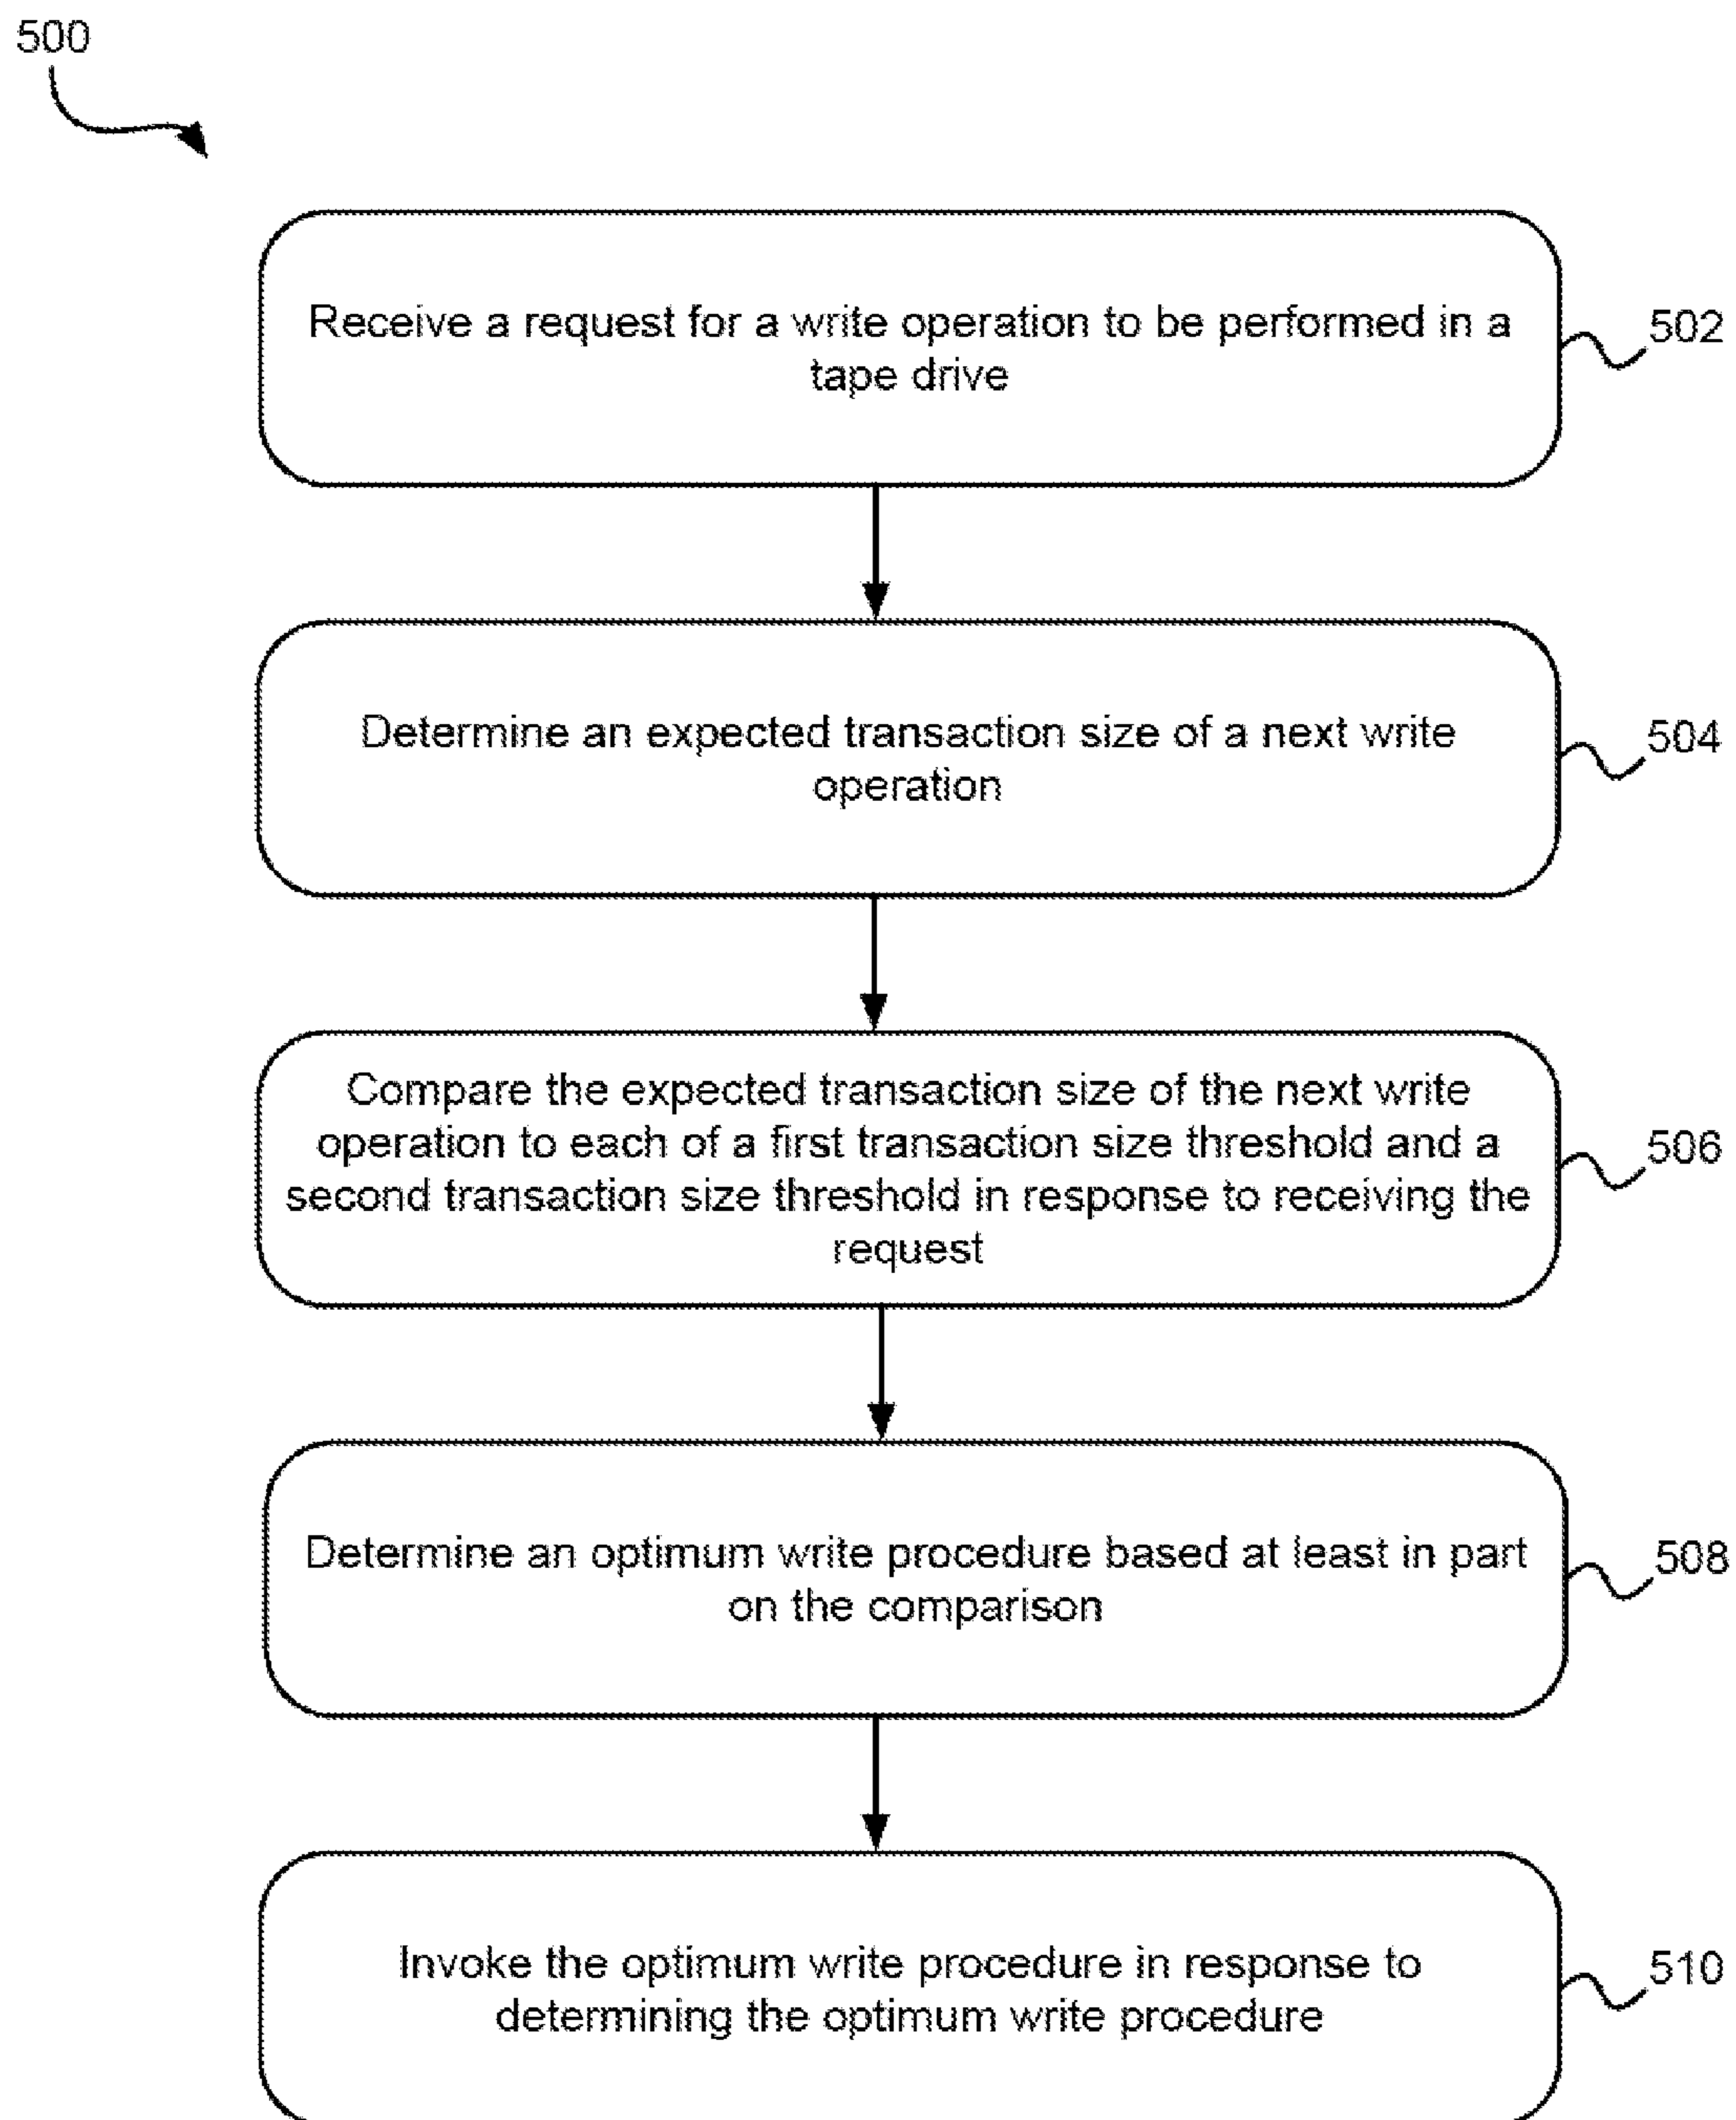 500
Receive a request for a write operation to be performed in a
tape drive
502
Determine an expected transaction size of a next write
operation
504
Compare the expected transaction size of the next write
operation to each of a first transaction size threshold and a
second transaction size threshold in response to receiving the
request
506
Determine an optimum write procedure based at least in part
on the comparison
508
Invoke the optimum write procedure in response to
determining the optimum write procedure
510